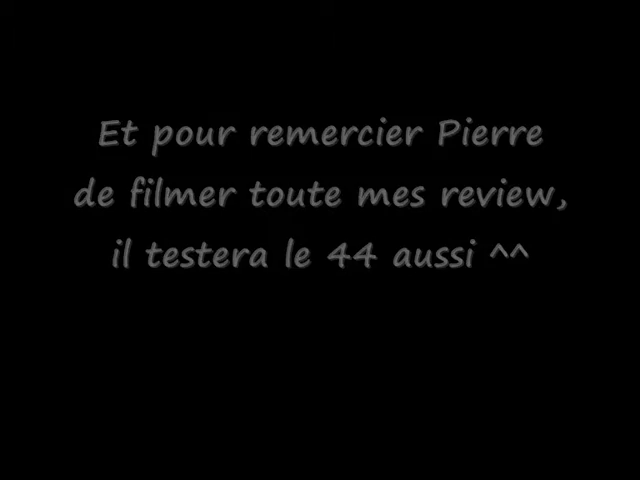 Et pour remercier Pierre
de filmer toute mes review,
il testera le 44 aussi ^^